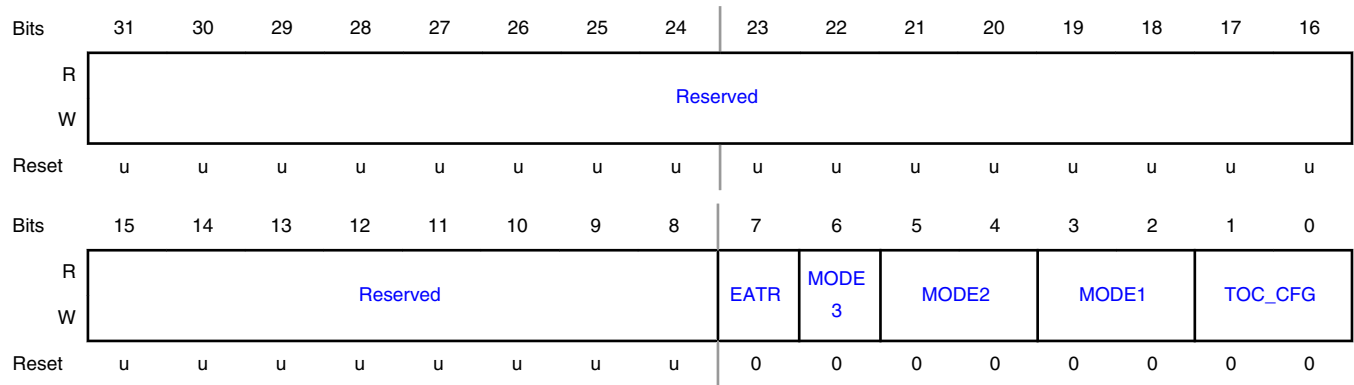 Bits 31 30 29 28 27 26 25 24 23 22 21 20 19 18 17 16
R
Reserved
W
Reset u u u u u u u u u u u u u u u u
Bits 15 14 13 12 11 10 9 8 7 6 5 4 3 2 1 0
R
Reserved EATR MODE 3 MODE2 MODE1 TOC_CFG
W
Reset u u u u u u u u 0 0 0 0 0 0 0 0